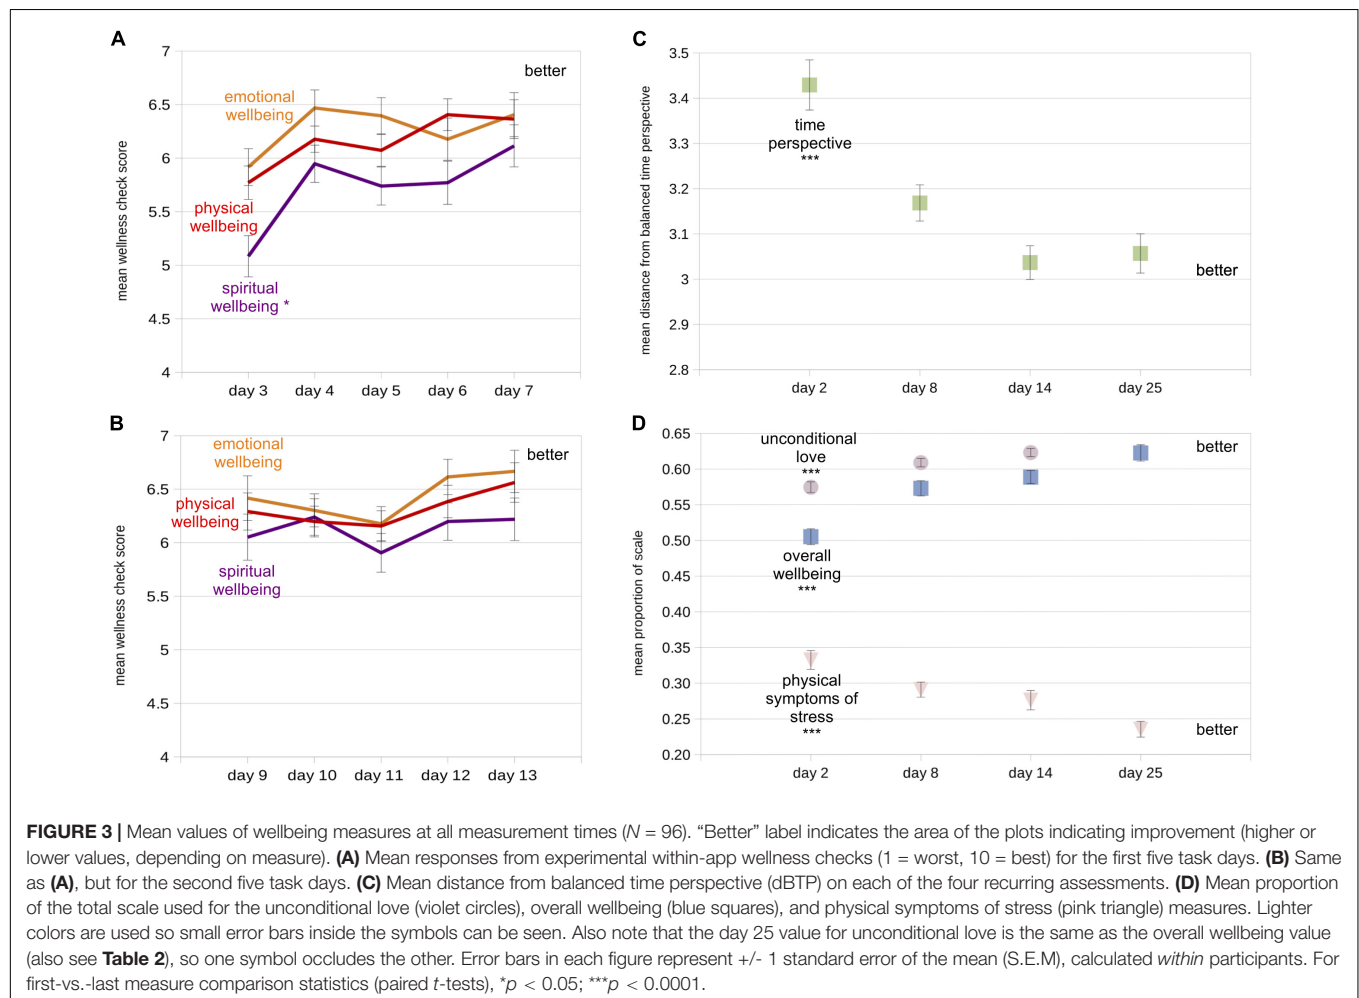 A
7
6.5
6
5.5
5
4.5
4
mean wellness check score
better
emotional
wellbeing
physical
wellbeing
spiritual
wellbeing *
day 3 day 4 day 5 day 6 day 7
C
3.5
3.4
3.3
3.2
3.1
3
2.9
2.8
mean distance from balanced time perspective
time
perspective
***
better
day 2 day 8 day 14 day 25
B
7
6.5
6
5.5
5
4.5
4
mean wellness check score
emotional
wellbeing
better
physical
wellbeing
spiritual
wellbeing
day 9 day 10 day 11 day 12 day 13
D
0.65
0.60
0.55
0.50
0.45
0.40
0.35
0.30
0.25
0.20
mean proportion of scale
unconditional
love
***
better
overall
wellbeing
***
physical
symptoms of
stress
***
better
day 2 day 8 day 14 day 25
FIGURE 3 | Mean values of wellbeing measures at all measurement times (N = 96). “Better” label indicates the area of the plots indicating improvement (higher or
lower values, depending on measure). (A) Mean responses from experimental within-app wellness checks (1 = worst, 10 = best) for the first five task days. (B) Same
as (A), but for the second five task days. (C) Mean distance from balanced time perspective (dBTP) on each of the four recurring assessments. (D) Mean proportion
of the total scale used for the unconditional love (violet circles), overall wellbeing (blue squares), and physical symptoms of stress (pink triangle) measures. Lighter
colors are used so small error bars inside the symbols can be seen. Also note that the day 25 value for unconditional love is the same as the overall wellbeing value
(also see Table 2), so one symbol occludes the other. Error bars in each figure represent +/- 1 standard error of the mean (S.E.M), calculated within participants. For
first-vs.-last measure comparison statistics (paired t-tests), *p < 0.05; ***p < 0.0001.